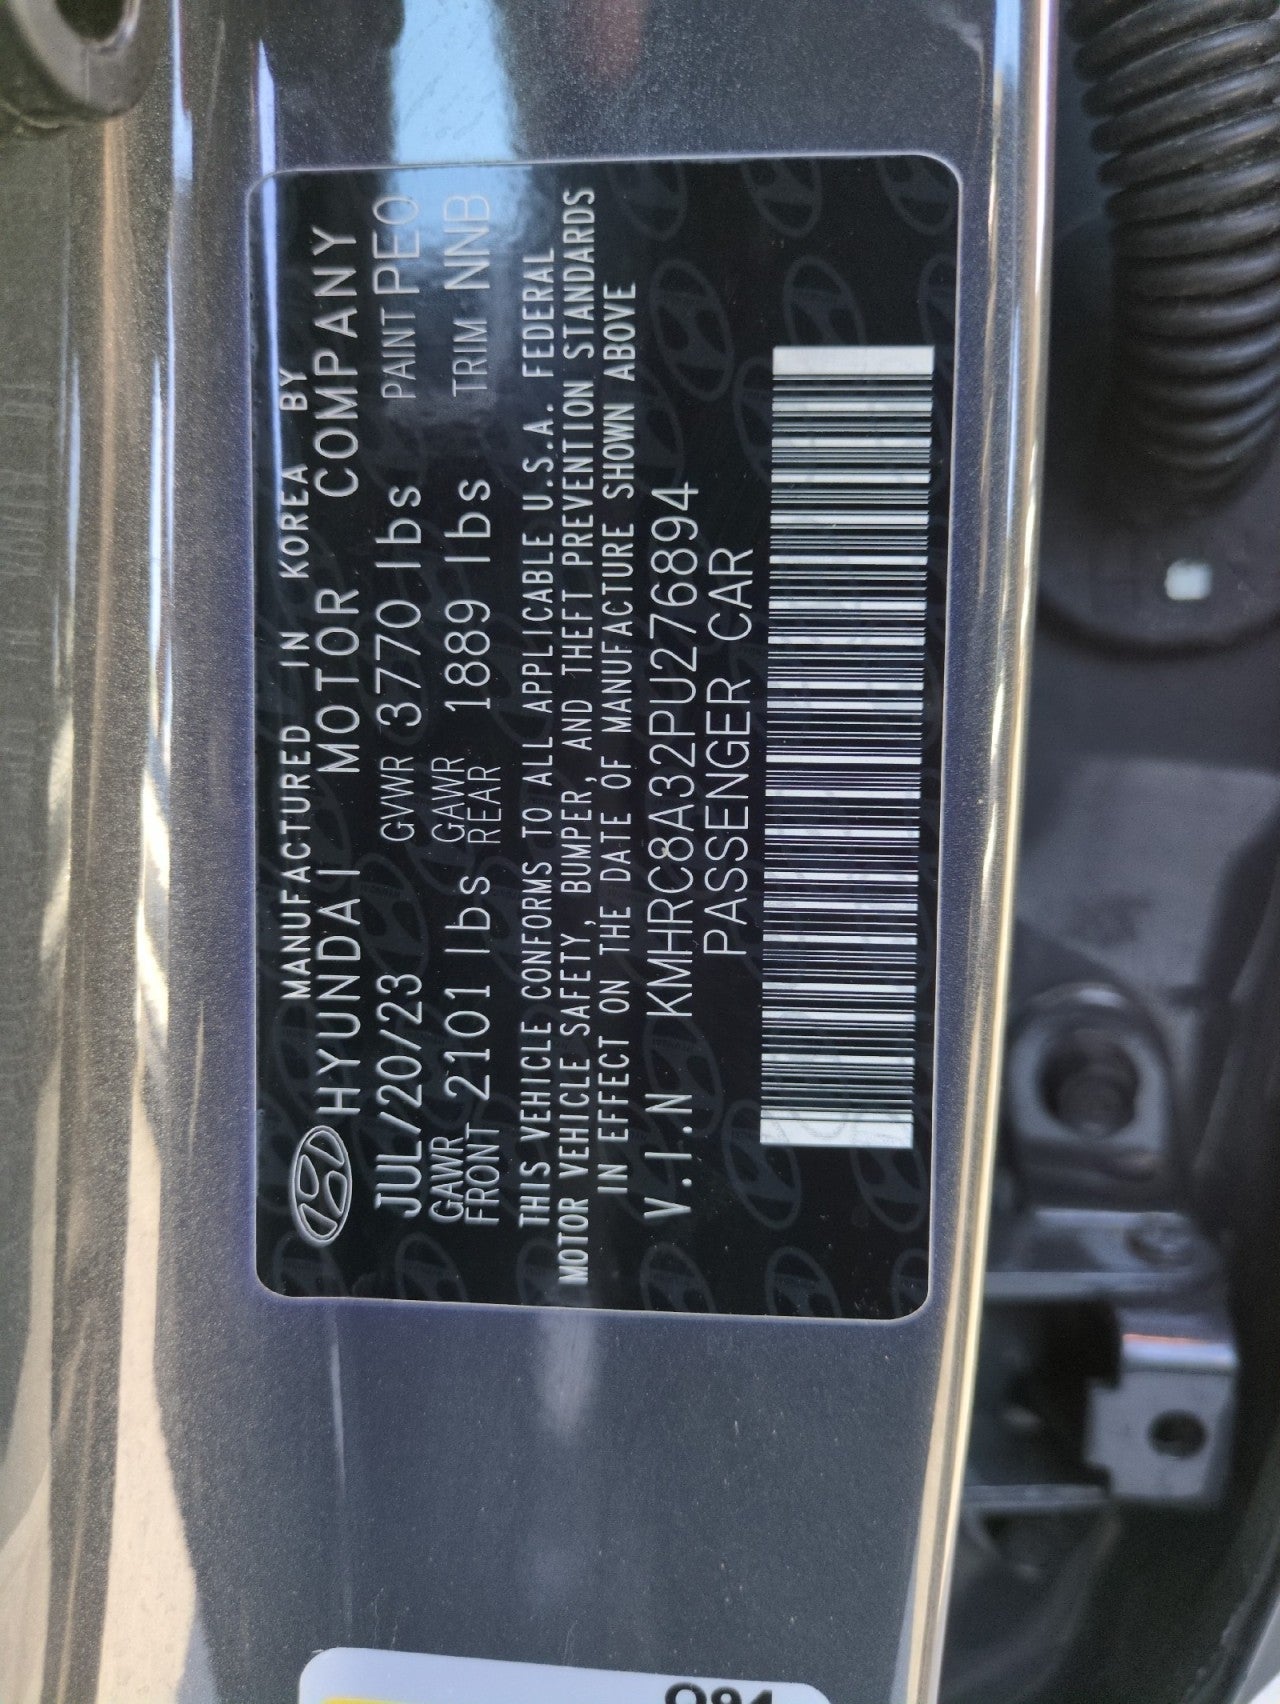 MANUFACTURED IN KOREA BY
HYUNDAI MOTOR COMPANY
JUL/20/23 GVWR 3770 lbs PAINT PEO
GAWR FRONT 2101 lbs GAWR REAR 1889 lbs TRIM NNB
THIS VEHICLE CONFORMS TO ALL APPLICABLE U.S.A. FEDERAL
MOTOR VEHICLE SAFETY, BUMPER, AND THEFT PREVENTION STANDARDS
IN EFFECT ON THE DATE OF MANUFACTURE SHOWN ABOVE
V.I.N KMHRC8A32PU276894
PASSENGER CAR